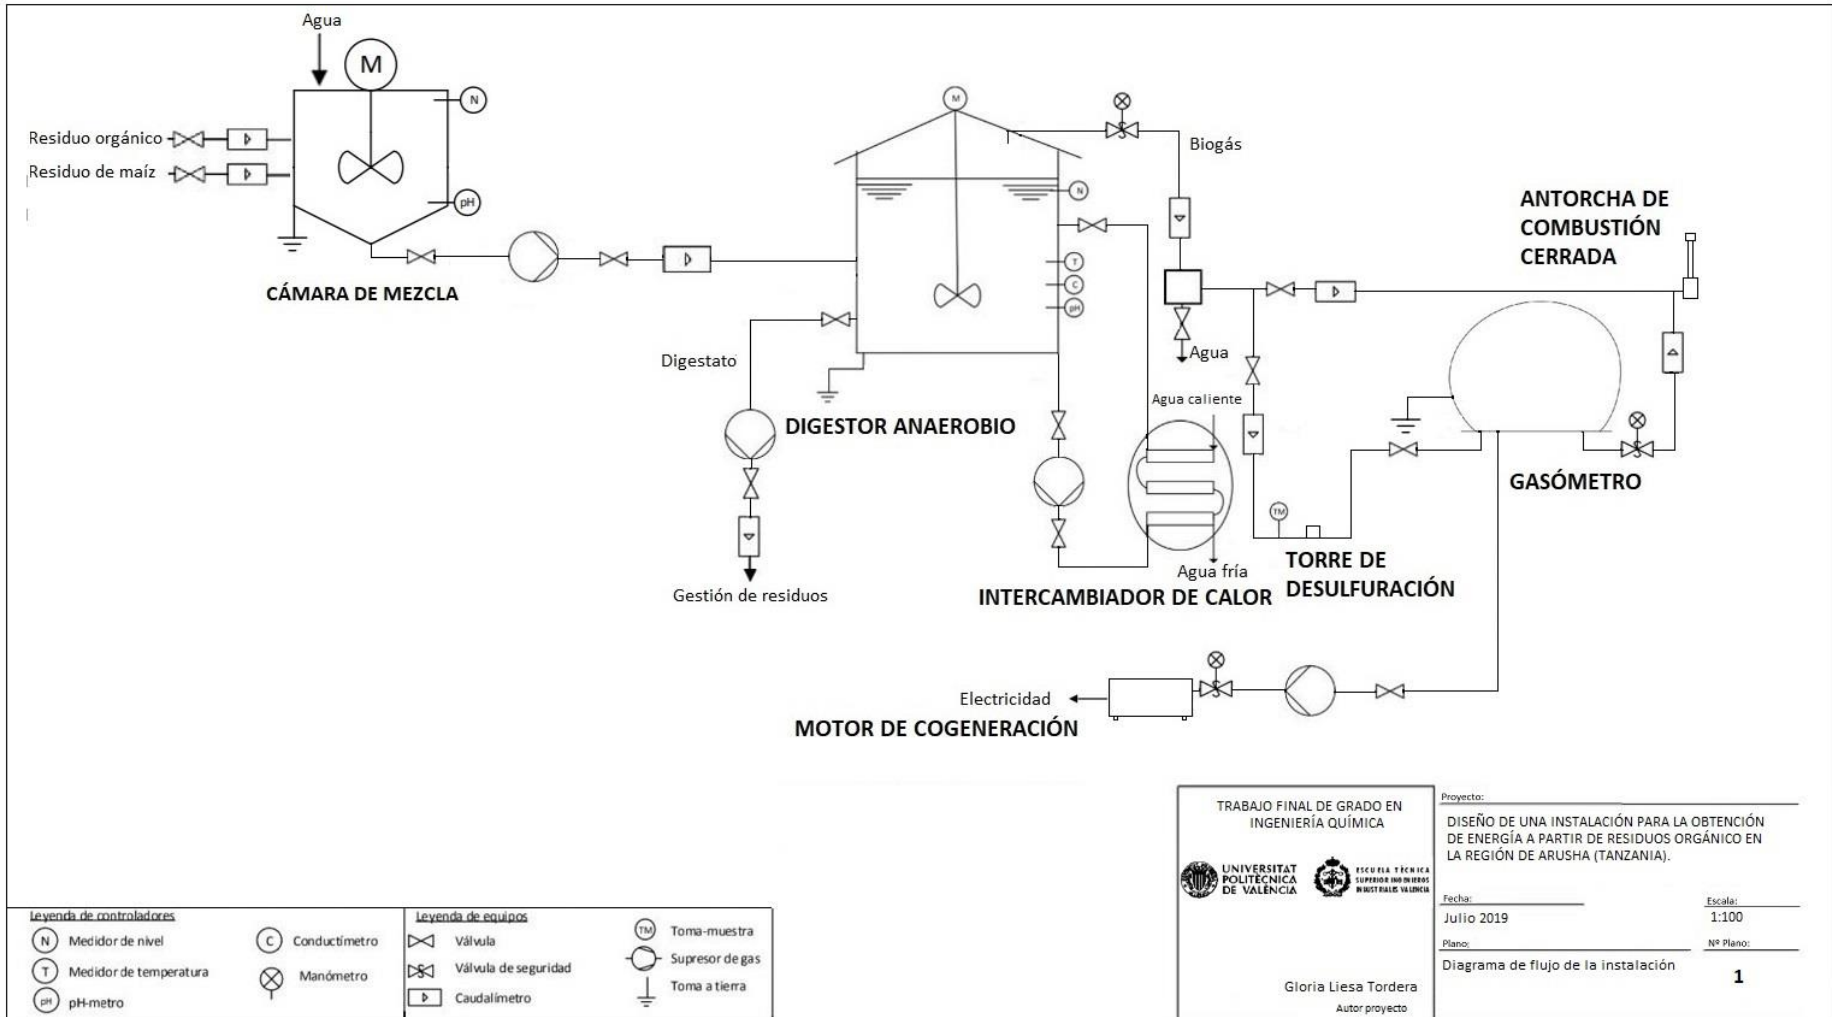 Agua
M
N
Residuo orgánico
Residuo de maíz
pH
CÁMARA DE MEZCLA
M
Biogás
N
T
C
pH
Digestato
DIGESTOR ANAEROBIO
Gestión de residuos
Agua
Agua caliente
Agua fría
INTERCAMBIADOR DE CALOR
ANTORCHA DE
COMBUSTIÓN
CERRADA
GASÓMETRO
TM
TORRE DE
DESULFURACIÓN
Electricidad
MOTOR DE COGENERACIÓN
Leyenda de controladores
N Medidor de nivel
T Medidor de temperatura
pH pH-metro
C Conductímetro
Manómetro
Leyenda de equipos
Válvula
Válvula de seguridad
Caudalímetro
TM Toma-muestra
Supresor de gas
Toma a tierra
TRABAJO FINAL DE GRADO EN
INGENIERÍA QUÍMICA
UNIVERSITAT
POLITÈCNICA
DE VALÈNCIA
ESCUELA TÈCNICA
SUPERIOR INGENIEROS
INDUSTRIALES VALENCIA
Gloria Liesa Tordera
Autor proyecto
Proyecto:
DISEÑO DE UNA INSTALACIÓN PARA LA OBTENCIÓN
DE ENERGÍA A PARTIR DE RESIDUOS ORGÁNICO EN
LA REGIÓN DE ARUSHA (TANZANIA).
Fecha:
Julio 2019
Escala:
1:100
Plano:
Diagrama de flujo de la instalación
Nº Plano:
1